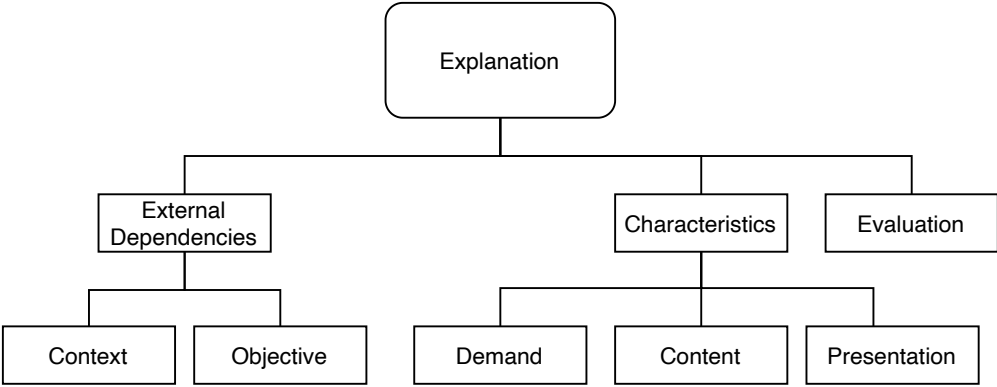 Explanation
External
Dependencies
Characteristics
Evaluation
Context
Objective
Demand
Content
Presentation